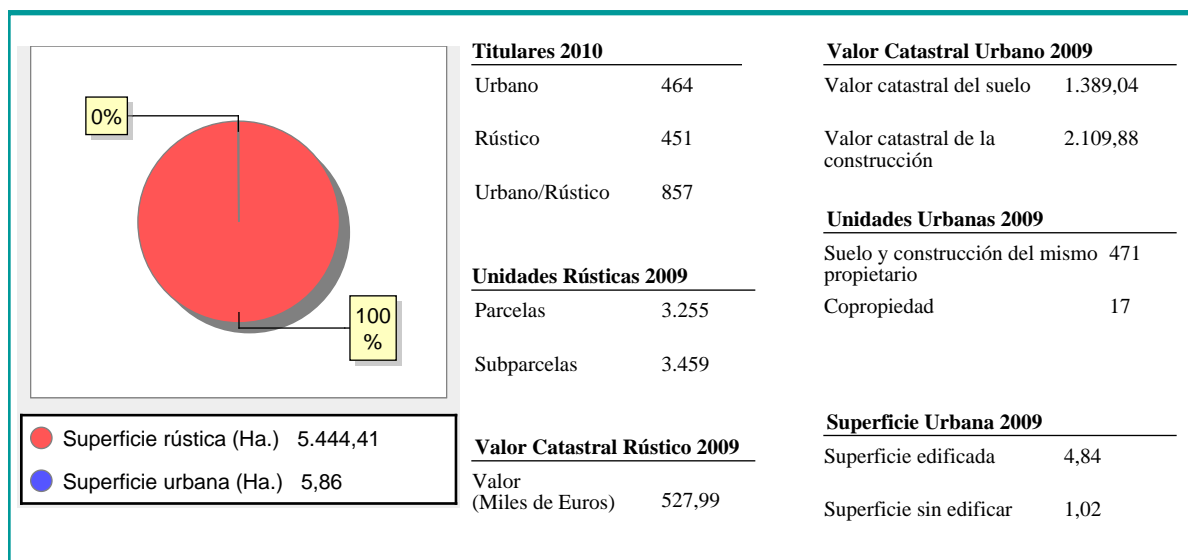 0%
100
%
Superficie rústica (Ha.) 5.444,41
Superficie urbana (Ha.) 5,86
Titulares 2010
Urbano 464
Rústico 451
Urbano/Rústico 857
Unidades Rústicas 2009
Parcelas 3.255
Subparcelas 3.459
Valor Catastral Rústico 2009
Valor
(Miles de Euros) 527,99
Valor Catastral Urbano 2009
Valor catastral del suelo 1.389,04
Valor catastral de la 2.109,88
construcción
Unidades Urbanas 2009
Suelo y construcción del mismo 471
propietario
Copropiedad 17
Superficie Urbana 2009
Superficie edificada 4,84
Superficie sin edificar 1,02